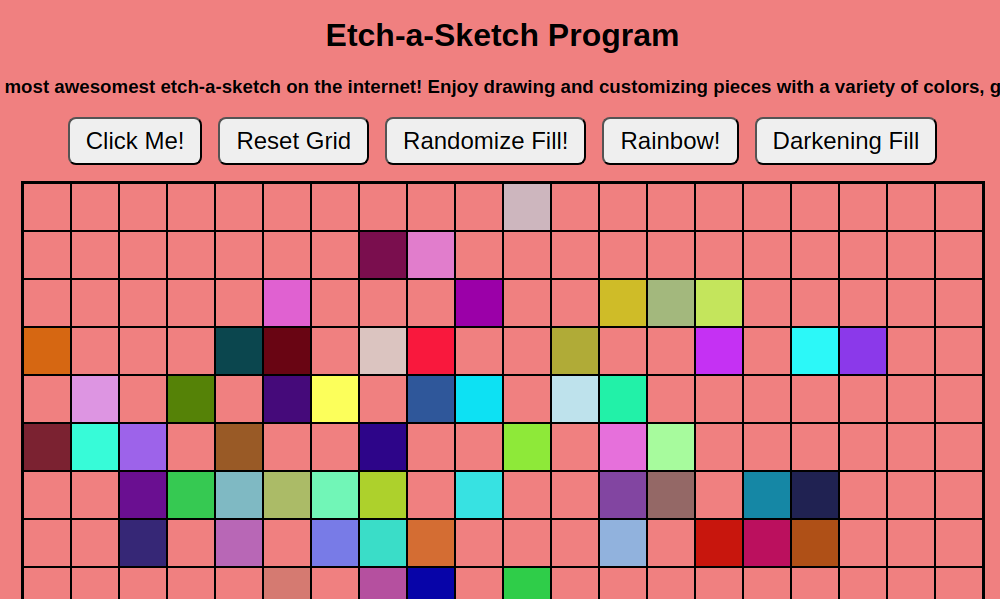 Etch-a-Sketch Program
most awesomest etch-a-sketch on the internet! Enjoy drawing and customizing pieces with a variety of colors,
Click Me! Reset Grid Randomize Fill! Rainbow! Darkening Fill